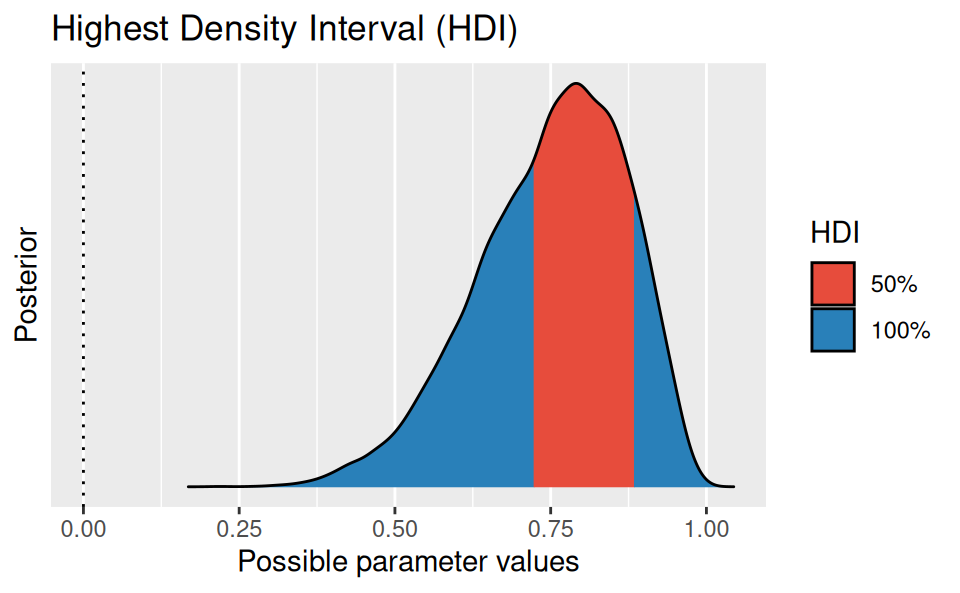 Highest Density Interval (HDI)
Posterior
HDI
50%
100%
0.00 0.25 0.50 0.75 1.00
Possible parameter values